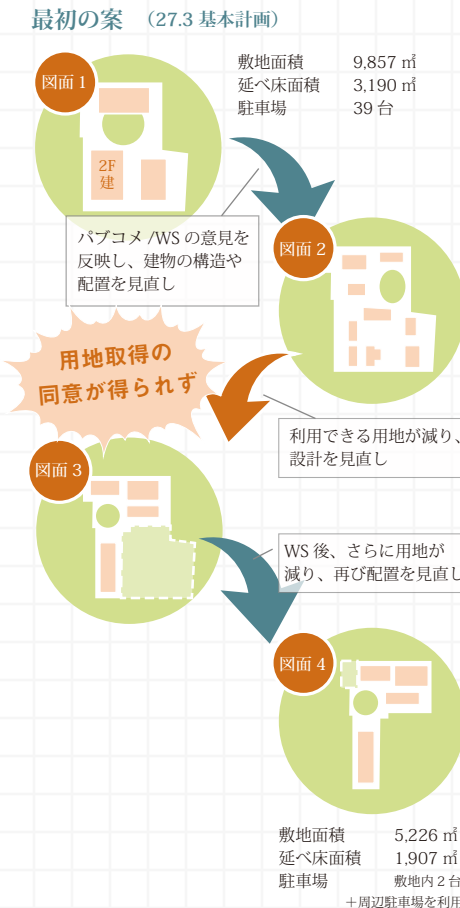 最初の案 （27.3 基本計画）
敷地面積 9,857 ㎡
延べ床面積 3,190 ㎡
駐車場 39 台
図面 1
2F
建
パブコメ /WS の意見を
反映し、建物の構造や
配置を見直し
図面 2
用地取得の
同意が得られず
利用できる用地が減り、
設計を見直し
図面 3
WS 後、さらに用地が
減り、再び配置を見直し
図面 4
敷地面積 5,226 ㎡
延べ床面積 1,907 ㎡
駐車場 敷地内 2 台
＋周辺駐車場を利用